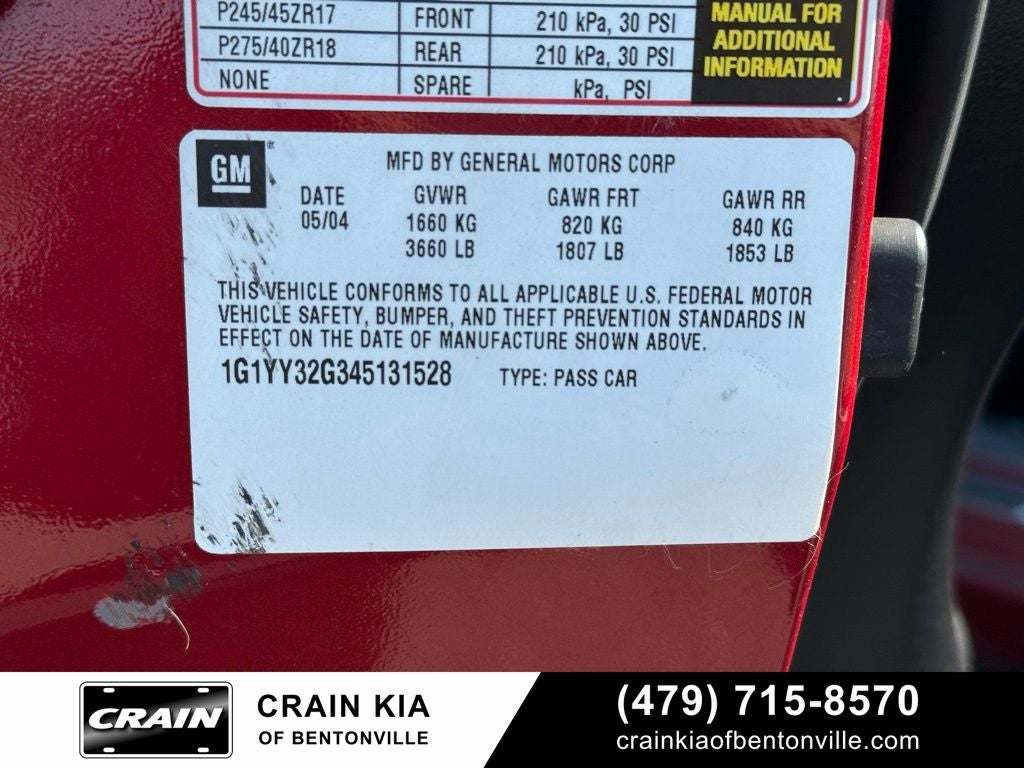 P245/45ZR17 FRONT 210 kPa, 30 PSI
P275/40ZR18 REAR 210 kPa, 30 PSI
NONE SPARE kPa, PSI
MANUAL FOR
ADDITIONAL
INFORMATION
GM®
MFD BY GENERAL MOTORS CORP
DATE GVWR GAWR FRT GAWR RR
05/04 1660 KG 820 KG 840 KG
3660 LB 1807 LB 1853 LB
THIS VEHICLE CONFORMS TO ALL APPLICABLE U.S. FEDERAL MOTOR
VEHICLE SAFETY, BUMPER, AND THEFT PREVENTION STANDARDS IN
EFFECT ON THE DATE OF MANUFACTURE SHOWN ABOVE.
1G1YY32G345131528 TYPE: PASS CAR
CRAIN
CRAIN KIA
OF BENTONVILLE
(479) 715-8570
crainkiaofbentonville.com